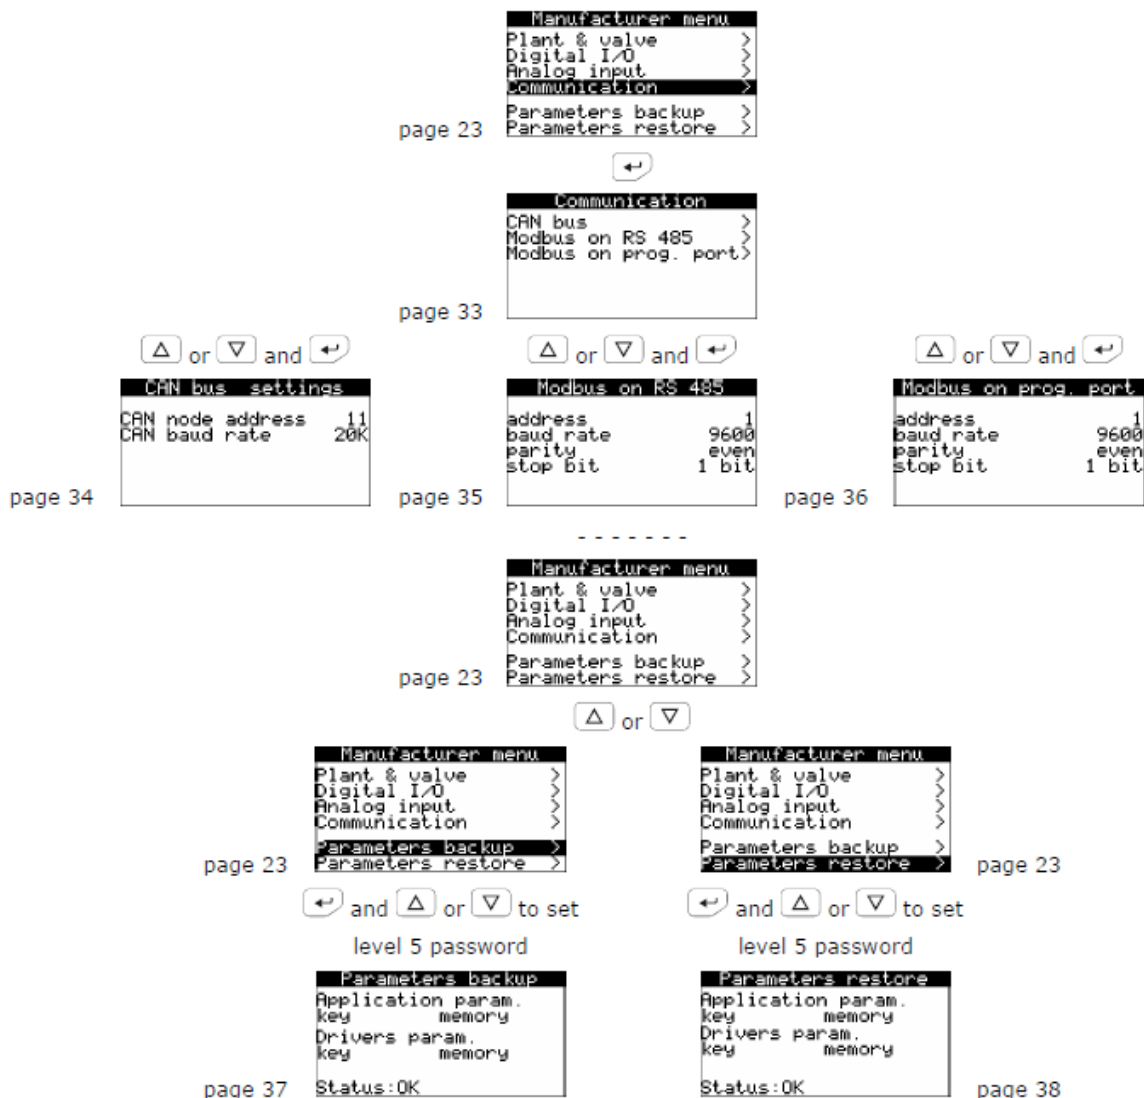 Manufacturer menu
Plant & valve >
Digital I/O >
Analog input >
Communication >
Parameters backup >
Parameters restore >
page 23
Communication
CAN bus >
Modbus on RS 485 >
Modbus on prog. port>
page 33
or and
or and
or and
CAN bus settings
CAN node address 11
CAN baud rate 20K
page 34
Modbus on RS 485
address 1
baud rate 9600
parity even
stop bit 1 bit
page 35
Modbus on prog. port
address 1
baud rate 9600
parity even
stop bit 1 bit
page 36
- - - - - - -
Manufacturer menu
Plant & valve >
Digital I/O >
Analog input >
Communication >
Parameters backup >
Parameters restore >
page 23
or
Manufacturer menu
Plant & valve >
Digital I/O >
Analog input >
Communication >
Parameters backup >
Parameters restore >
page 23
Manufacturer menu
Plant & valve >
Digital I/O >
Analog input >
Communication >
Parameters backup >
Parameters restore >
page 23
and or to set
level 5 password
and or to set
level 5 password
Parameters backup
Application param.
key memory
Drivers param.
key memory
Status:OK
page 37
Parameters restore
Application param.
key memory
Drivers param.
key memory
Status:OK
page 38